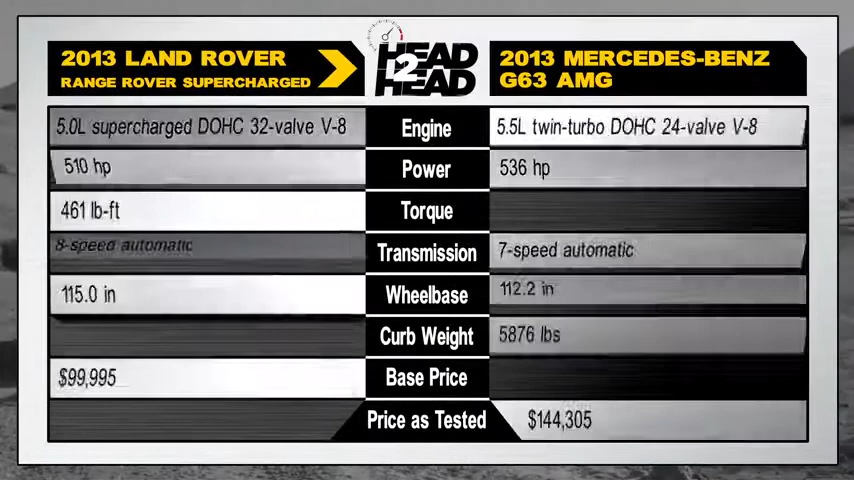 2013 LAND ROVER
RANGE ROVER SUPERCHARGED
HEAD
2
HEAD
2013 MERCEDES-BENZ
G63 AMG
5.0L supercharged DOHC 32-valve V-8 Engine 5.5L twin-turbo DOHC 24-valve V-8
510 hp Power 536 hp
461 lb-ft Torque
8-speed automatic Transmission 7-speed automatic
115.0 in Wheelbase 112.2 in
Curb Weight 5876 lbs
$99,995 Base Price
Price as Tested $144,305